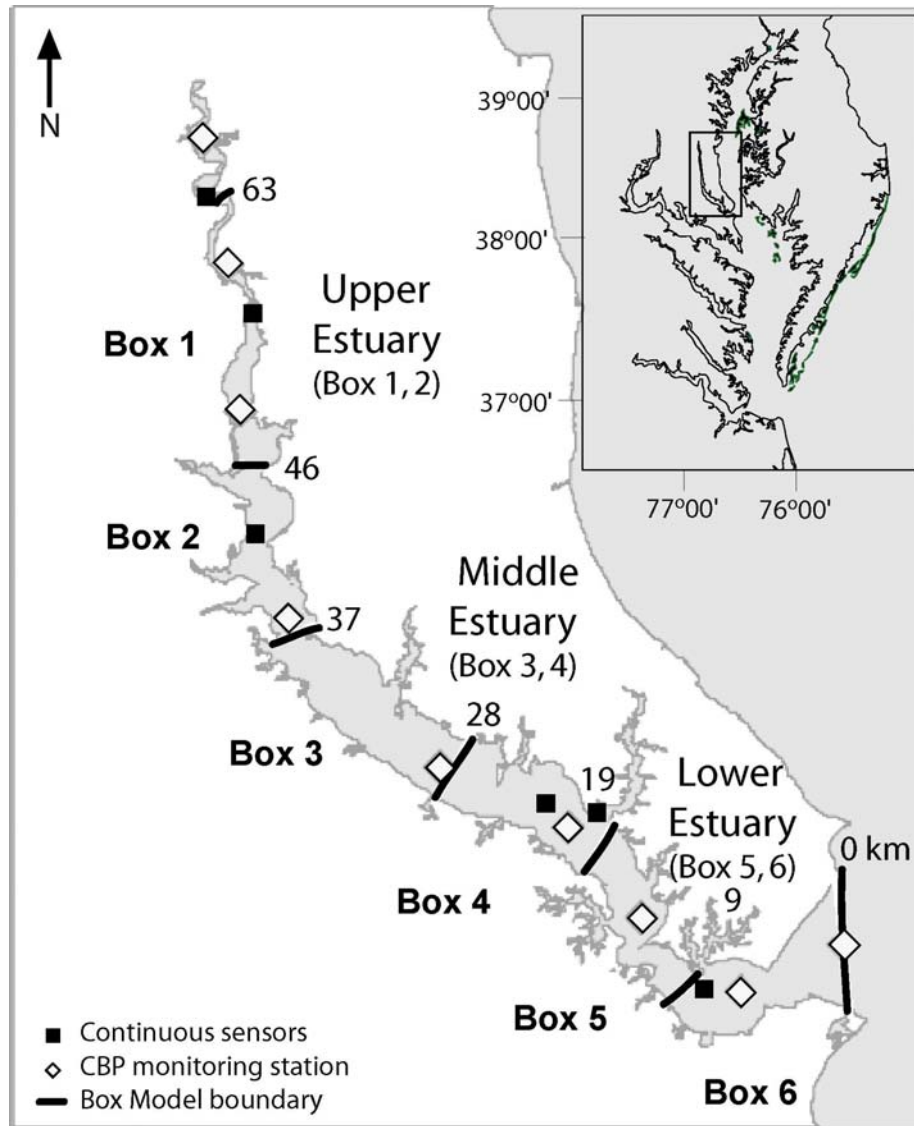 N
39°00'
38°00'
37°00'
77°00'
76°00'
63
Upper
Estuary
(Box 1, 2)
Box 1
46
Box 2
37
Middle
Estuary
(Box 3, 4)
28
Box 3
19
Lower
Estuary
(Box 5, 6)
9
0 km
Box 4
Box 5
Box 6
Continuous sensors
CBP monitoring station
Box Model boundary